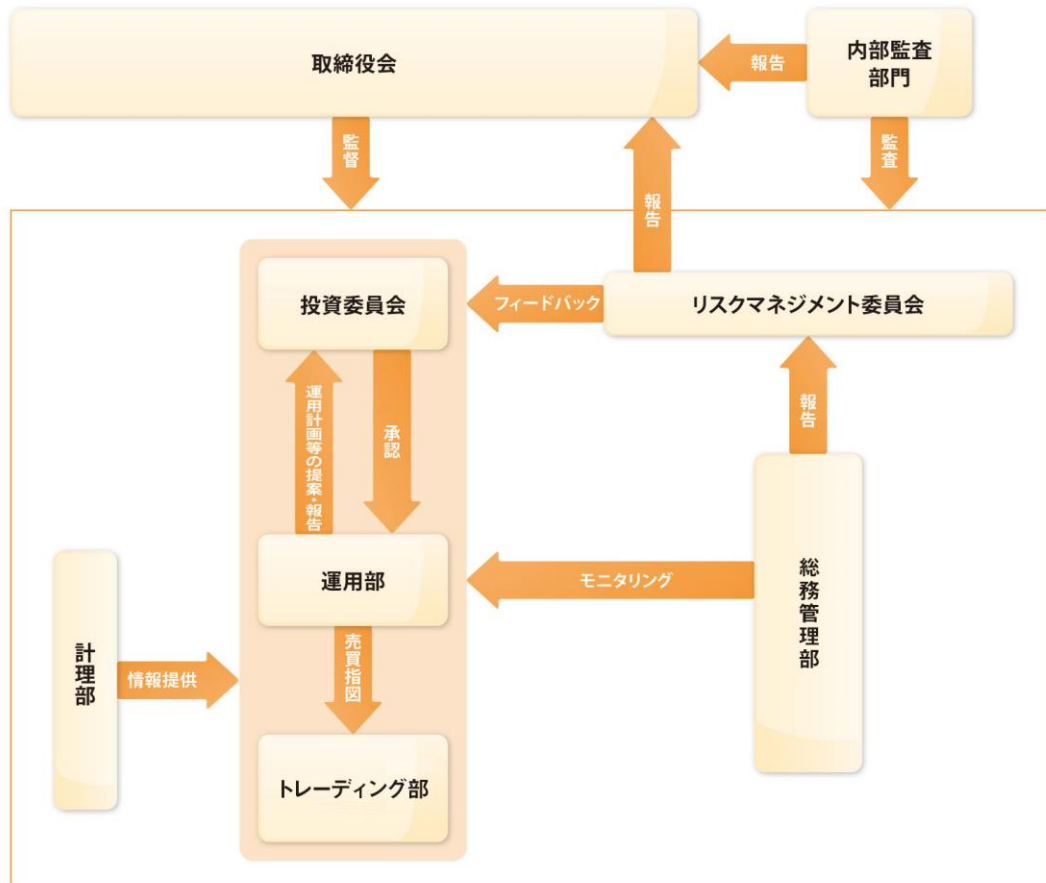 取締役会
報告
内部監査
部門
監督
監査
報告
投資委員会
フィードバック
リスクマネジメント委員会
運用計画等の提案・報告
承認
報告
運用部
モニタリング
総務管理部
計理部
情報提供
売買指図
トレーディング部